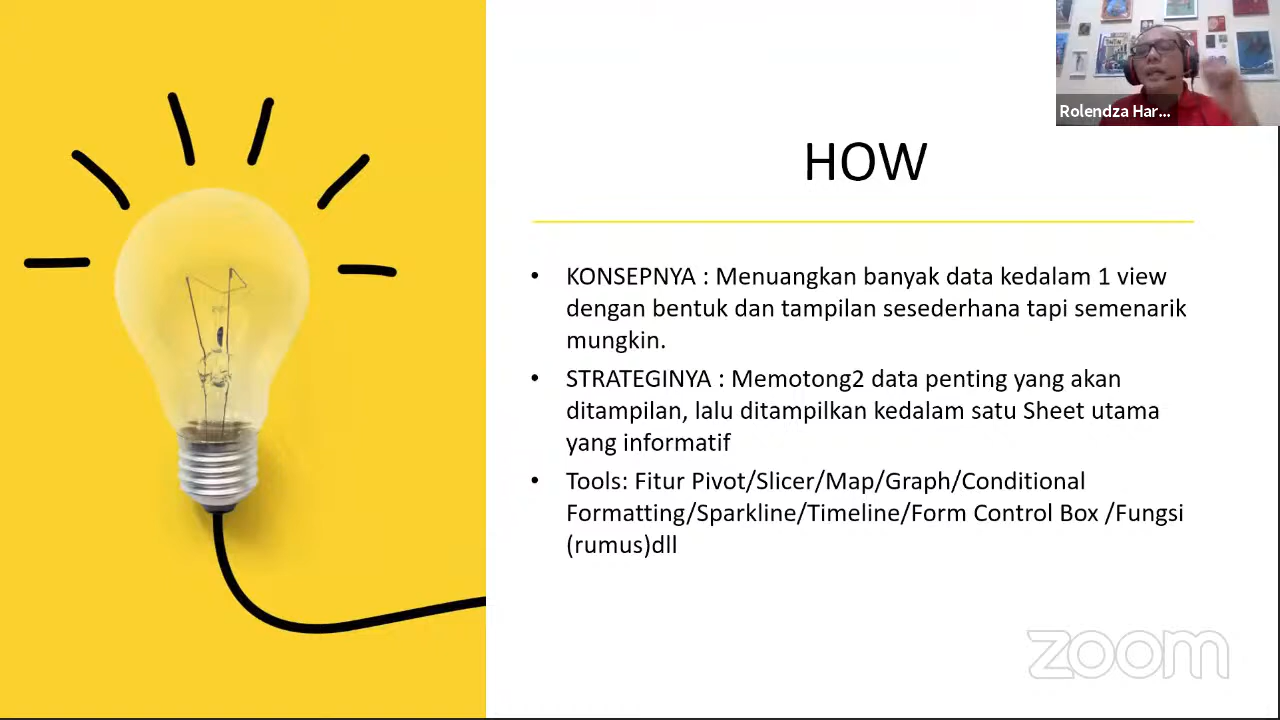 Rolendza Har...
HOW
• KONSEPNYA : Menuangkan banyak data kedalam 1 view
dengan bentuk dan tampilan sesederhana tapi semenarik
mungkin.
• STRATEGINYA : Memotong2 data penting yang akan
ditampilan, lalu ditampilkan kedalam satu Sheet utama
yang informatif
• Tools: Fitur Pivot/Slicer/Map/Graph/Conditional
Formatting/Sparkline/Timeline/Form Control Box /Fungsi
(rumus)dll
zoom